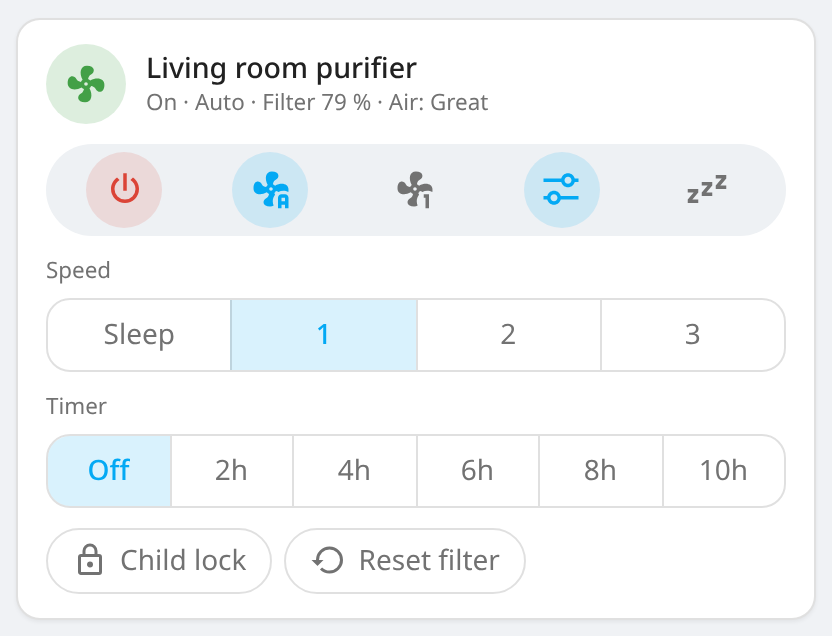 Living room purifier
On · Auto · Filter 79 % · Air: Great
A 1 z z z
Speed
Sleep 1 2 3
Timer
Off 2h 4h 6h 8h 10h
Child lock Reset filter